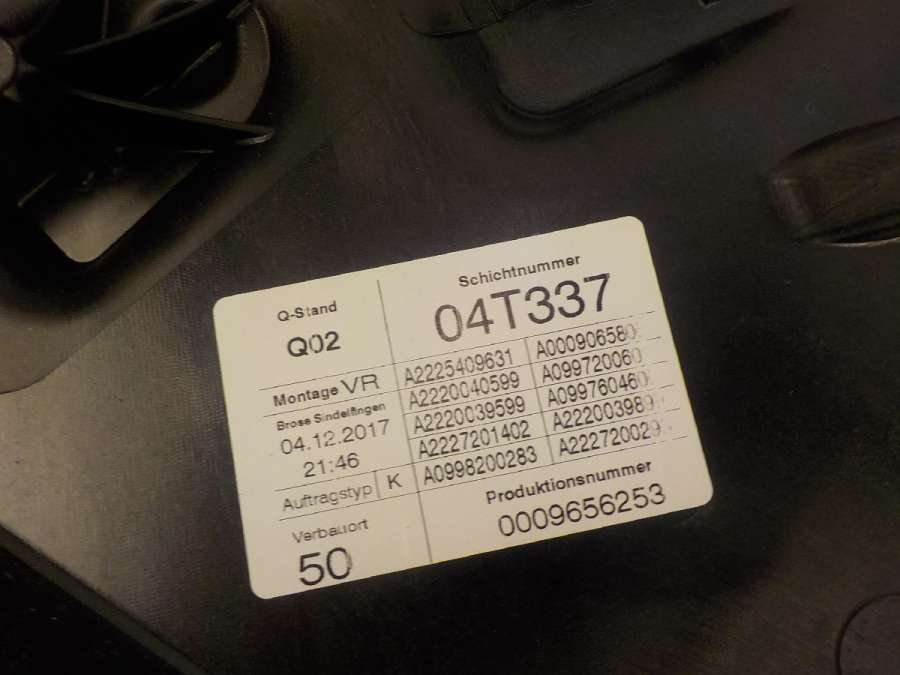 Q-Stand
Q02
Schichtnummer
04T337
Montage VR
Brose Sindelfingen
04.12.2017
21:46
Auftragstyp K
Verbauort
50
A2225409631
A2220040599
A2220039599
A2227201402
A0998200283
Produktionsnummer
0009656253